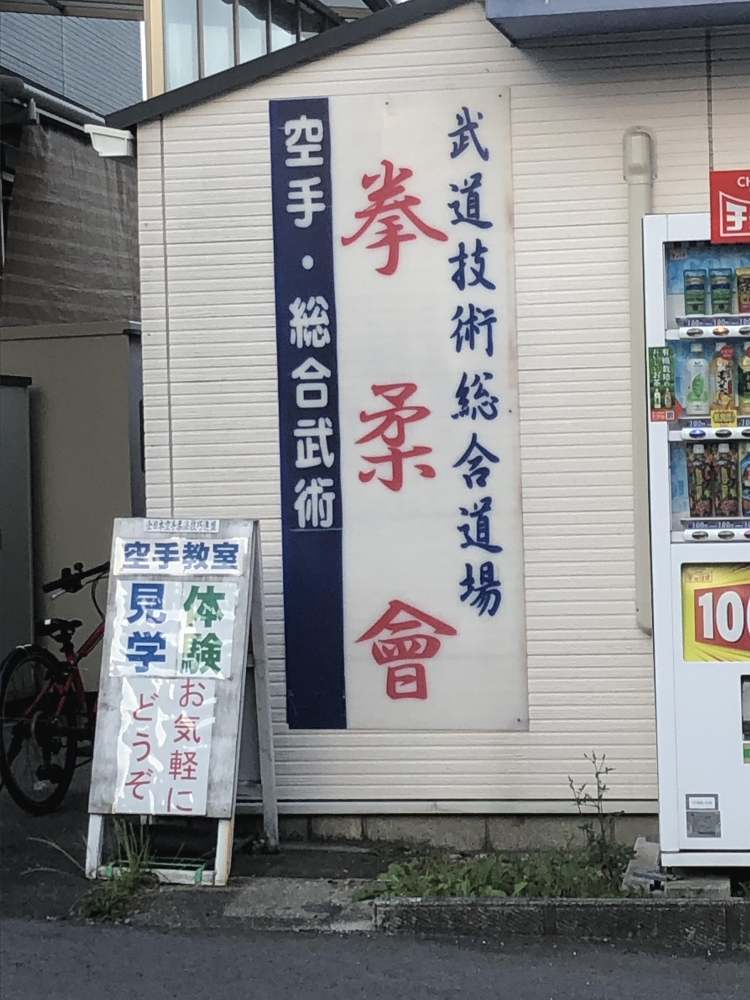 武道技術総合道場
拳柔會
空手・総合武術
空手教室
体験
見学
お気軽に
どうぞ
CH
100